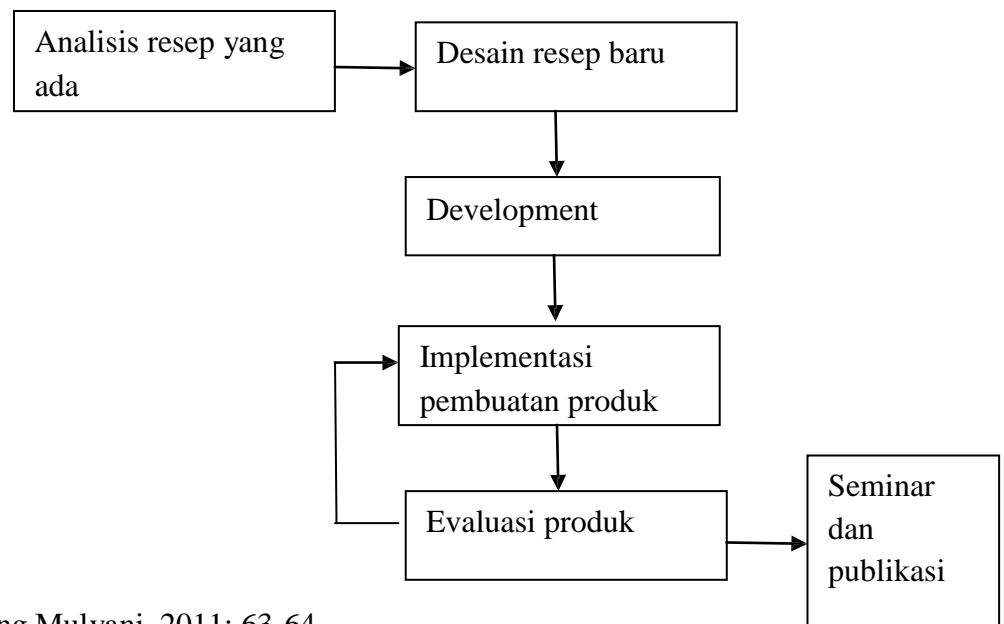 Analisis resep yang
ada
Desain resep baru
Development
Implementasi
pembuatan produk
Evaluasi produk
Seminar
dan
publikasi
Mulyani, 2011: 63-64